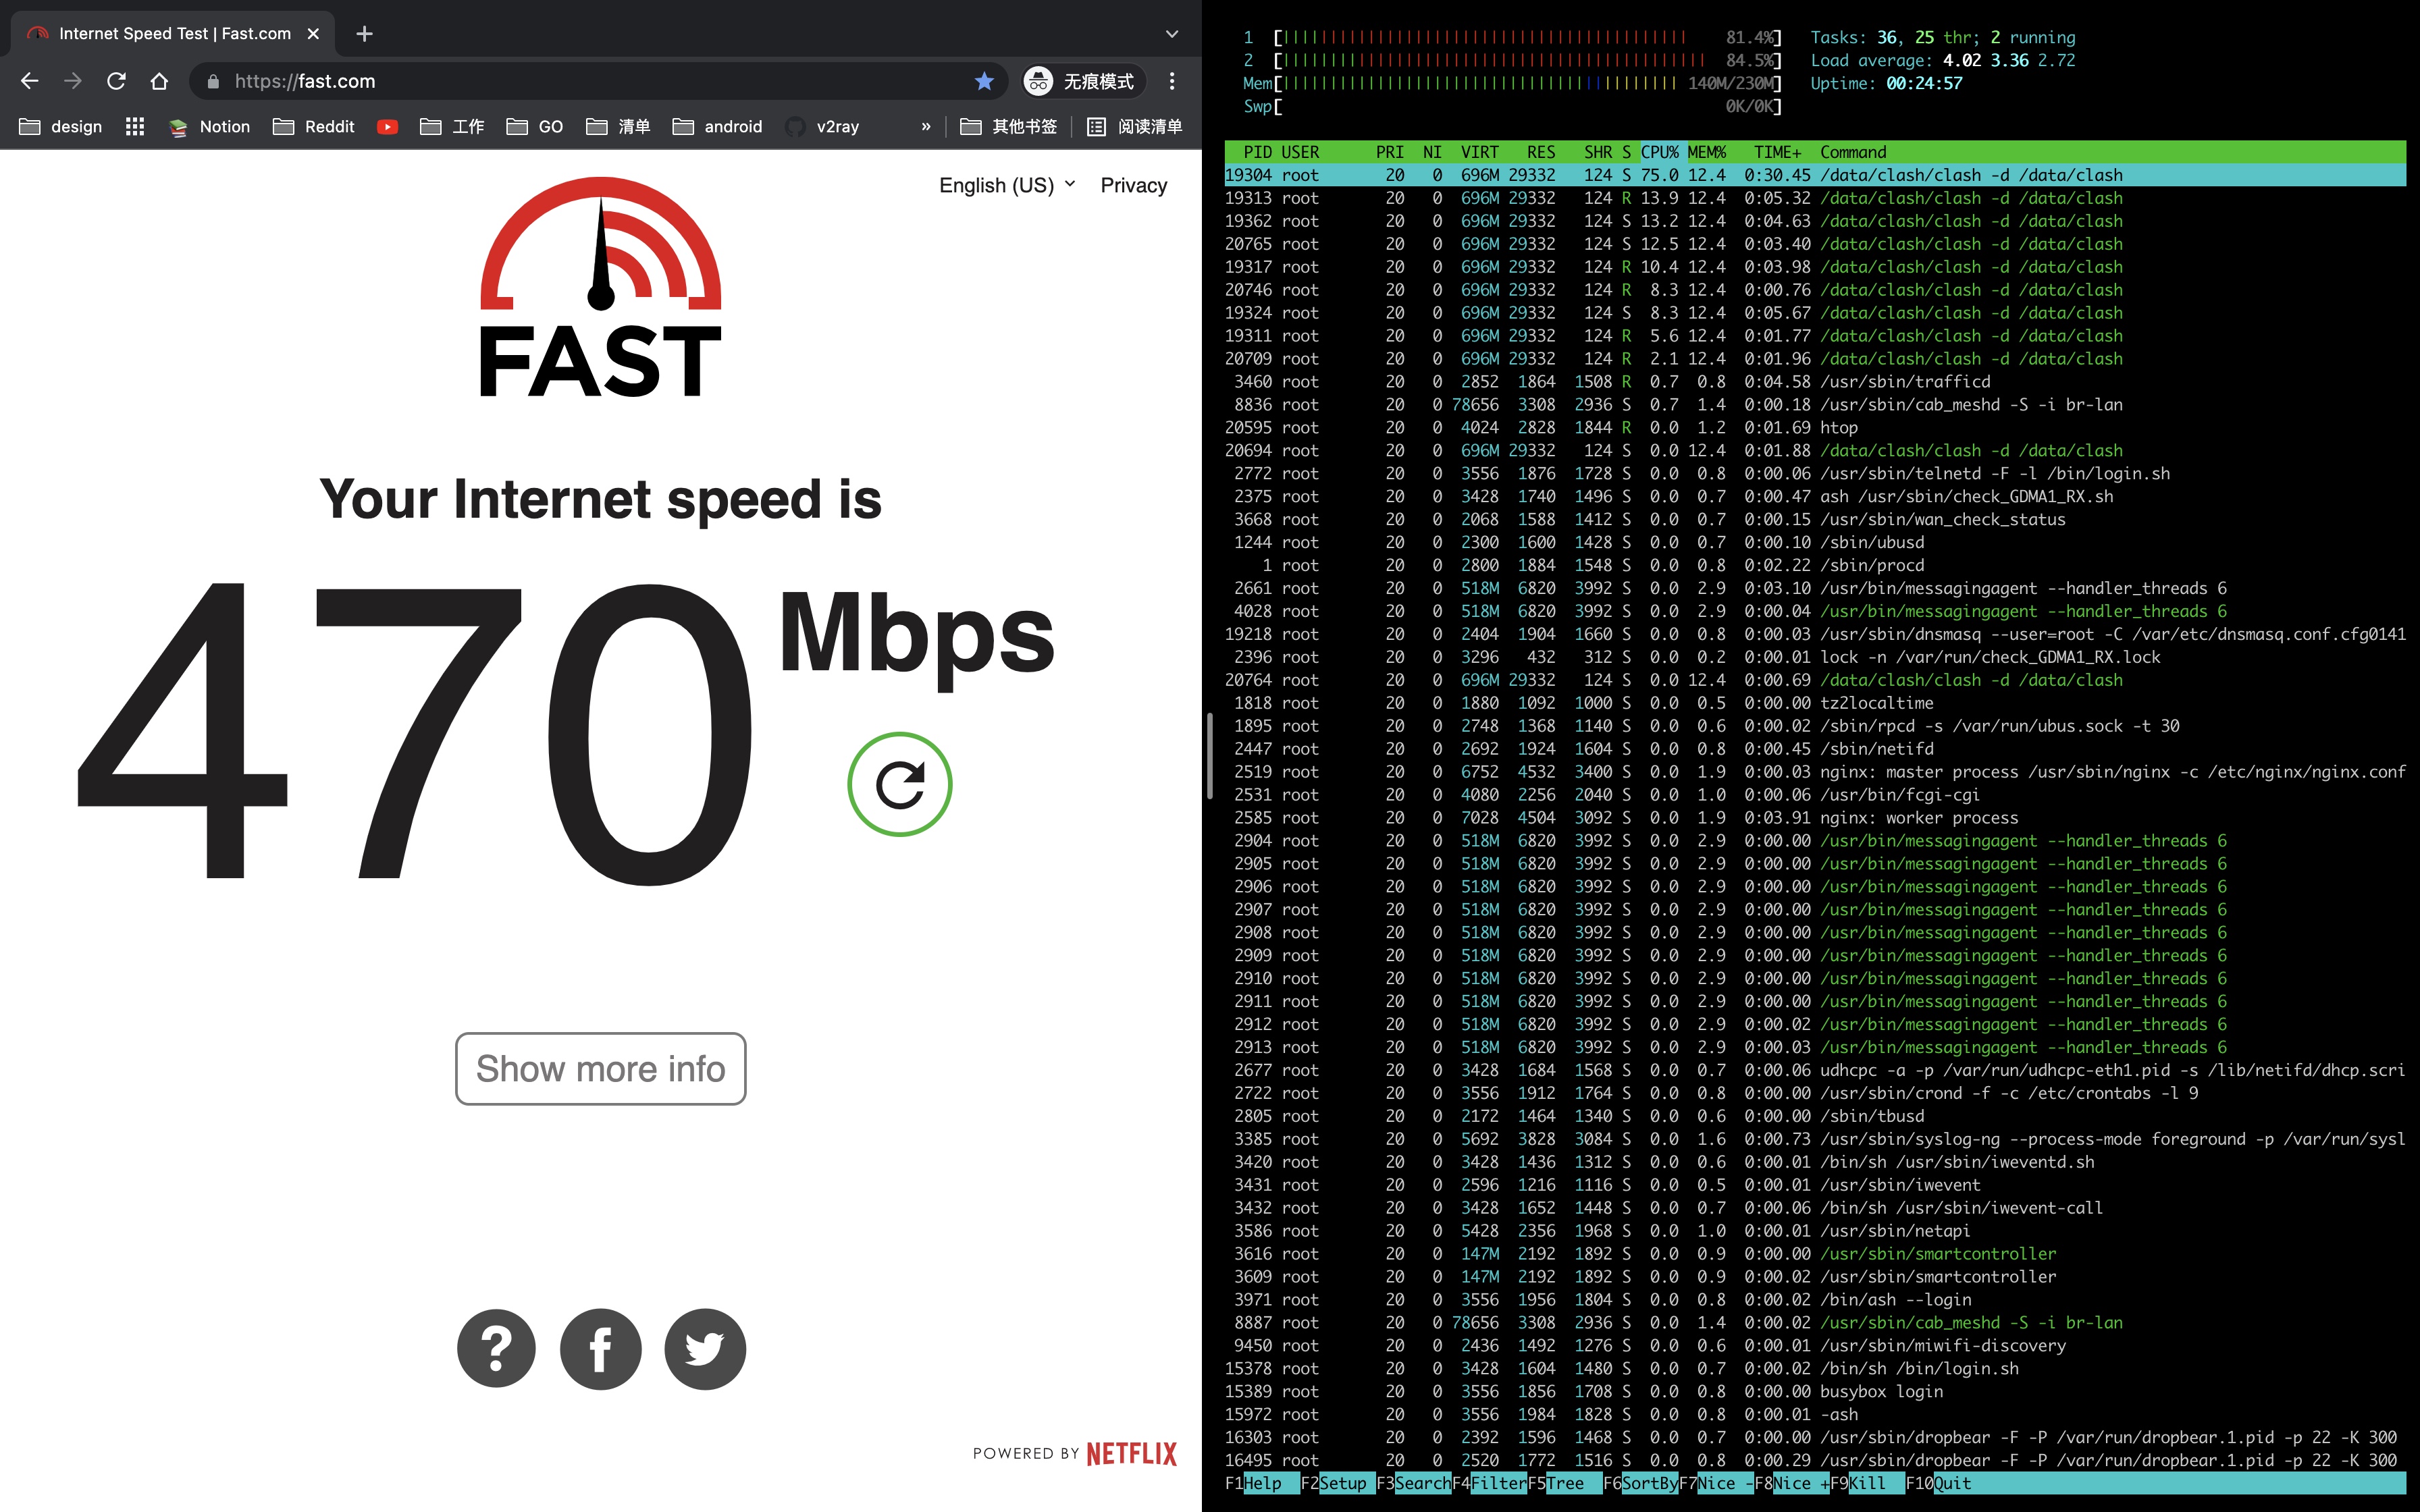 Internet Speed Test | Fast.com
https://fast.com
无痕模式
design Notion Reddit 工作 GO 清单 android v2ray » 其他书签 阅读清单
English (US) Privacy
FAST
Your Internet speed is
470 Mbps
Show more info
POWERED BY NETFLIX
1 [ 81.4%] Tasks: 36, 25 thr; 2 running
2 [ 84.5%] Load average: 4.02 3.36 2.72
Mem[ 140M/230M] Uptime: 00:24:57
Swp[ 0K/0K]
PID USER PRI NI VIRT RES SHR S CPU% MEM% TIME+ Command
19304 root 20 0 696M 29332 124 S 75.0 12.4 0:30.45 /data/clash/clash -d /data/clash
19313 root 20 0 696M 29332 124 R 13.9 12.4 0:05.32 /data/clash/clash -d /data/clash
19362 root 20 0 696M 29332 124 S 13.2 12.4 0:04.63 /data/clash/clash -d /data/clash
20765 root 20 0 696M 29332 124 S 12.5 12.4 0:03.40 /data/clash/clash -d /data/clash
19317 root 20 0 696M 29332 124 R 10.4 12.4 0:03.98 /data/clash/clash -d /data/clash
20746 root 20 0 696M 29332 124 R 8.3 12.4 0:00.76 /data/clash/clash -d /data/clash
19324 root 20 0 696M 29332 124 S 8.3 12.4 0:05.67 /data/clash/clash -d /data/clash
19311 root 20 0 696M 29332 124 R 5.6 12.4 0:01.77 /data/clash/clash -d /data/clash
20709 root 20 0 696M 29332 124 R 2.1 12.4 0:01.96 /data/clash/clash -d /data/clash
3460 root 20 0 2852 1864 1508 R 0.7 0.8 0:04.58 /usr/sbin/trafficd
8836 root 20 0 78656 3308 2936 S 0.7 1.4 0:00.18 /usr/sbin/cab_meshd -S -i br-lan
20595 root 20 0 4024 2828 1844 R 0.0 1.2 0:01.69 htop
20694 root 20 0 696M 29332 124 S 0.0 12.4 0:01.88 /data/clash/clash -d /data/clash
2772 root 20 0 3556 1876 1728 S 0.0 0.8 0:00.06 /usr/sbin/telnetd -F -l /bin/login.sh
2375 root 20 0 3428 1740 1496 S 0.0 0.7 0:00.47 ash /usr/sbin/check_GDMA1_RX.sh
3668 root 20 0 2068 1588 1412 S 0.0 0.7 0:00.15 /usr/sbin/wan_check_status
1244 root 20 0 2300 1600 1428 S 0.0 0.7 0:00.10 /sbin/ubusd
1 root 20 0 2800 1884 1548 S 0.0 0.8 0:02.22 /sbin/procd
2661 root 20 0 518M 6820 3992 S 0.0 2.9 0:03.10 /usr/bin/messagingagent --handler_threads 6
4028 root 20 0 518M 6820 3992 S 0.0 2.9 0:00.04 /usr/bin/messagingagent --handler_threads 6
19218 root 20 0 2404 1904 1660 S 0.0 0.8 0:00.03 /usr/sbin/dnsmasq --user=root -C /var/etc/dnsmasq.conf.cfg0141
2396 root 20 0 3296 432 312 S 0.0 0.2 0:00.01 lock -n /var/run/check_GDMA1_RX.lock
20764 root 20 0 696M 29332 124 S 0.0 12.4 0:00.69 /data/clash/clash -d /data/clash
1818 root 20 0 1880 1092 1000 S 0.0 0.5 0:00.00 tz2localtime
1895 root 20 0 2748 1368 1140 S 0.0 0.6 0:00.02 /sbin/rpcd -s /var/run/ubus.sock -t 30
2447 root 20 0 2692 1924 1604 S 0.0 0.8 0:00.45 /sbin/netifd
2519 root 20 0 6752 4532 3400 S 0.0 1.9 0:00.03 nginx: master process /usr/sbin/nginx -c /etc/nginx/nginx.conf
2531 root 20 0 4080 2256 2040 S 0.0 1.0 0:00.06 /usr/bin/fcgi-cgi
2585 root 20 0 7028 4504 3092 S 0.0 1.9 0:03.91 nginx: worker process
2904 root 20 0 518M 6820 3992 S 0.0 2.9 0:00.00 /usr/bin/messagingagent --handler_threads 6
2905 root 20 0 518M 6820 3992 S 0.0 2.9 0:00.00 /usr/bin/messagingagent --handler_threads 6
2906 root 20 0 518M 6820 3992 S 0.0 2.9 0:00.00 /usr/bin/messagingagent --handler_threads 6
2907 root 20 0 518M 6820 3992 S 0.0 2.9 0:00.00 /usr/bin/messagingagent --handler_threads 6
2908 root 20 0 518M 6820 3992 S 0.0 2.9 0:00.00 /usr/bin/messagingagent --handler_threads 6
2909 root 20 0 518M 6820 3992 S 0.0 2.9 0:00.00 /usr/bin/messagingagent --handler_threads 6
2910 root 20 0 518M 6820 3992 S 0.0 2.9 0:00.00 /usr/bin/messagingagent --handler_threads 6
2911 root 20 0 518M 6820 3992 S 0.0 2.9 0:00.00 /usr/bin/messagingagent --handler_threads 6
2912 root 20 0 518M 6820 3992 S 0.0 2.9 0:00.02 /usr/bin/messagingagent --handler_threads 6
2913 root 20 0 518M 6820 3992 S 0.0 2.9 0:00.03 /usr/bin/messagingagent --handler_threads 6
2677 root 20 0 3428 1684 1568 S 0.0 0.7 0:00.06 udhcpc -a -p /var/run/udhcpc-eth1.pid -s /lib/netifd/dhcp.scri
2722 root 20 0 3556 1912 1764 S 0.0 0.8 0:00.00 /usr/sbin/crond -f -c /etc/crontabs -l 9
2805 root 20 0 2172 1464 1340 S 0.0 0.6 0:00.00 /sbin/tbusd
3385 root 20 0 5692 3828 3084 S 0.0 1.6 0:00.73 /usr/sbin/syslog-ng --process-mode foreground -p /var/run/sysl
3420 root 20 0 3428 1436 1312 S 0.0 0.6 0:00.01 /bin/sh /usr/sbin/iweventd.sh
3431 root 20 0 2596 1216 1116 S 0.0 0.5 0:00.01 /usr/sbin/iwevent
3432 root 20 0 3428 1652 1448 S 0.0 0.7 0:00.06 /bin/sh /usr/sbin/iwevent-call
3586 root 20 0 5428 2356 1968 S 0.0 1.0 0:00.01 /usr/sbin/netapi
3616 root 20 0 147M 2192 1892 S 0.0 0.9 0:00.00 /usr/sbin/smartcontroller
3609 root 20 0 147M 2192 1892 S 0.0 0.9 0:00.02 /usr/sbin/smartcontroller
3971 root 20 0 3556 1956 1804 S 0.0 0.8 0:00.02 /bin/ash --login
8887 root 20 0 78656 3308 2936 S 0.0 1.4 0:00.02 /usr/sbin/cab_meshd -S -i br-lan
9450 root 20 0 2436 1492 1276 S 0.0 0.6 0:00.01 /usr/sbin/miwifi-discovery
15378 root 20 0 3428 1604 1480 S 0.0 0.7 0:00.02 /bin/sh /bin/login.sh
15389 root 20 0 3556 1856 1708 S 0.0 0.8 0:00.00 busybox login
15972 root 20 0 3556 1984 1828 S 0.0 0.8 0:00.01 -ash
16303 root 20 0 2392 1596 1468 S 0.0 0.7 0:00.00 /usr/sbin/dropbear -F -P /var/run/dropbear.1.pid -p 22 -K 300
16495 root 20 0 2520 1772 1516 S 0.0 0.8 0:00.29 /usr/sbin/dropbear -F -P /var/run/dropbear.1.pid -p 22 -K 300
F1Help F2Setup F3SearchF4FilterF5Tree F6SortByF7Nice -F8Nice +F9Kill F10Quit